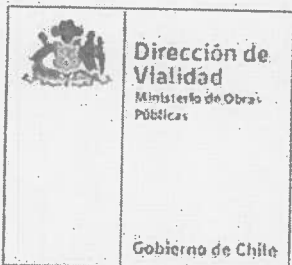 Dirección de
Vialidad
Ministerio de Obras
Públicas
Gobierno de Chile